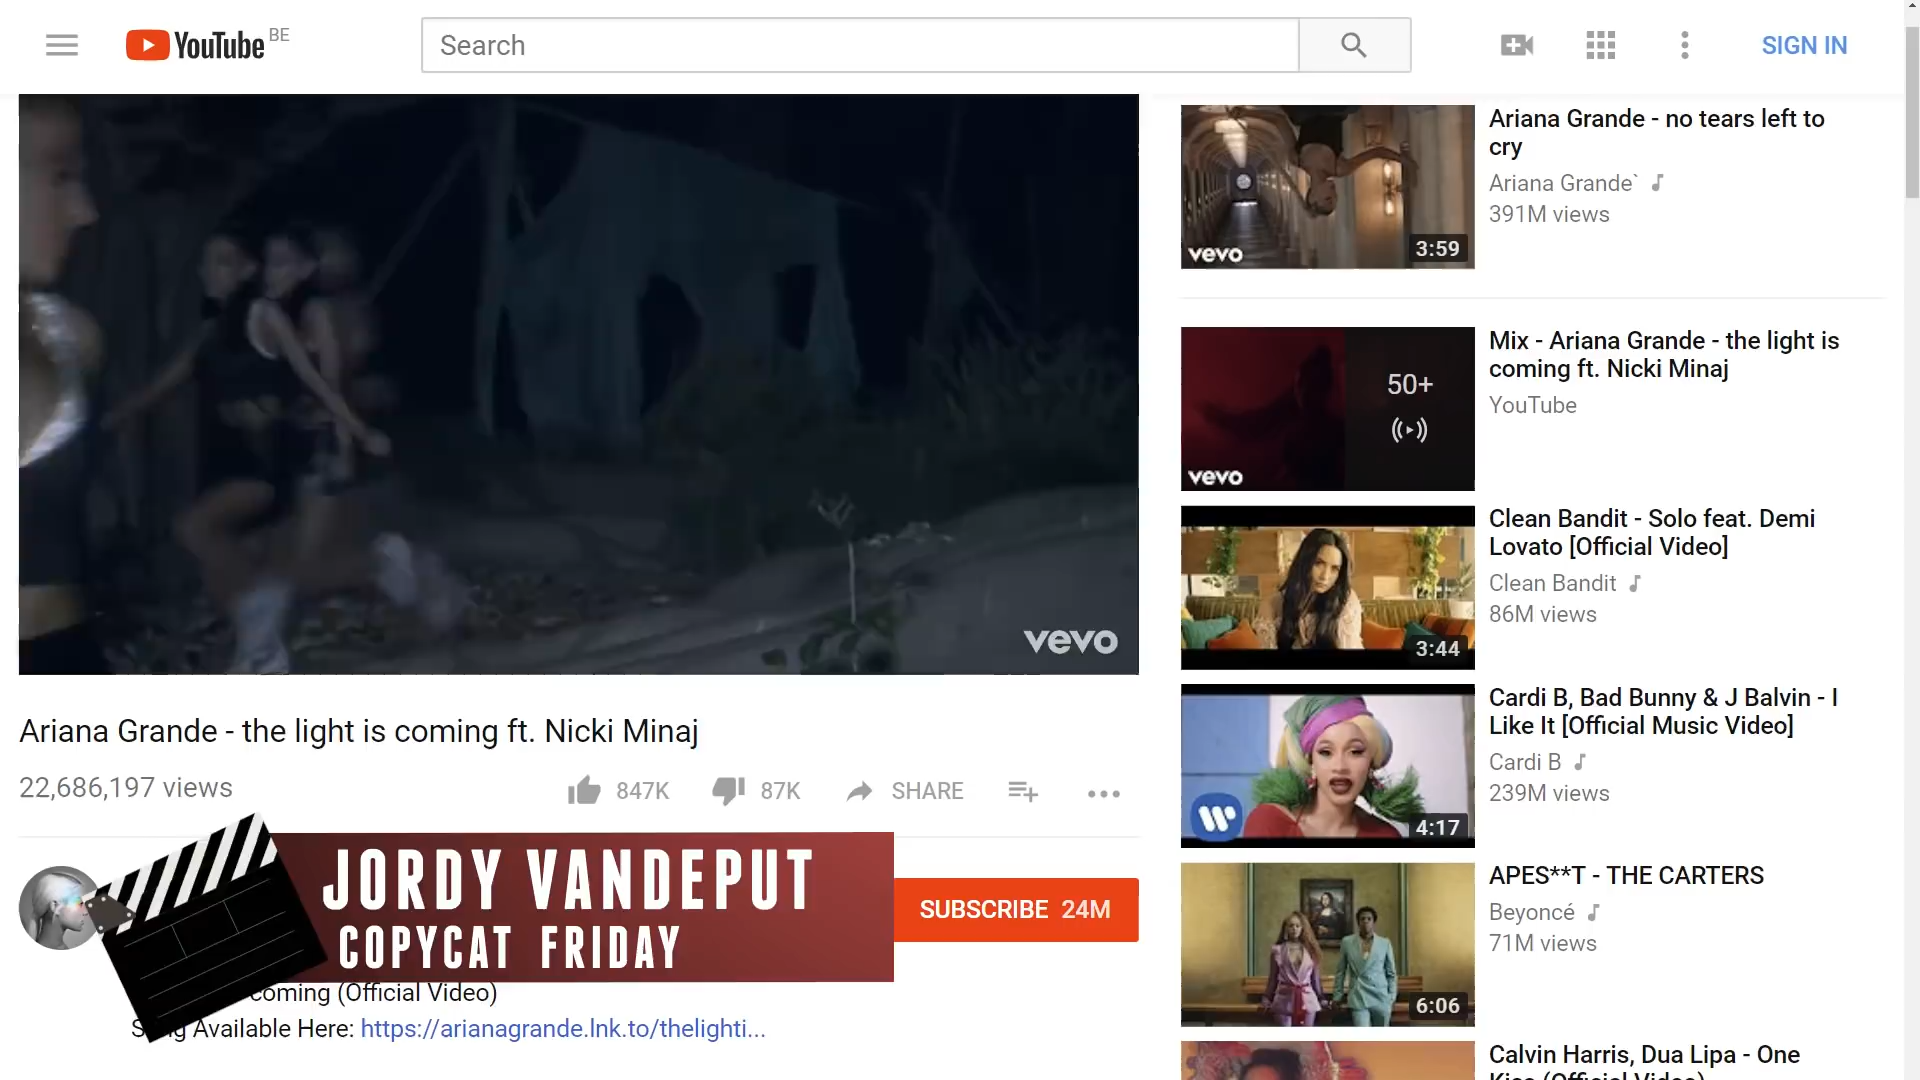 YouTube BE
Search
SIGN IN
vevo
Ariana Grande - the light is coming ft. Nicki Minaj
22,686,197 views
847K
87K
SHARE
JORDY VANDEPUT
COPYCAT FRIDAY
SUBSCRIBE 24M
coming (Official Video)
Available Here: https://arianagrande.lnk.to/thelighti...
vevo
3:59
Ariana Grande - no tears left to
cry
Ariana Grande`
391M views
50+
vevo
Mix - Ariana Grande - the light is
coming ft. Nicki Minaj
YouTube
3:44
Clean Bandit - Solo feat. Demi
Lovato [Official Video]
Clean Bandit
86M views
4:17
Cardi B, Bad Bunny & J Balvin - I
Like It [Official Music Video]
Cardi B
239M views
6:06
APES**T - THE CARTERS
Beyoncé
71M views
Calvin Harris, Dua Lipa - One
Kiss (Official Video)